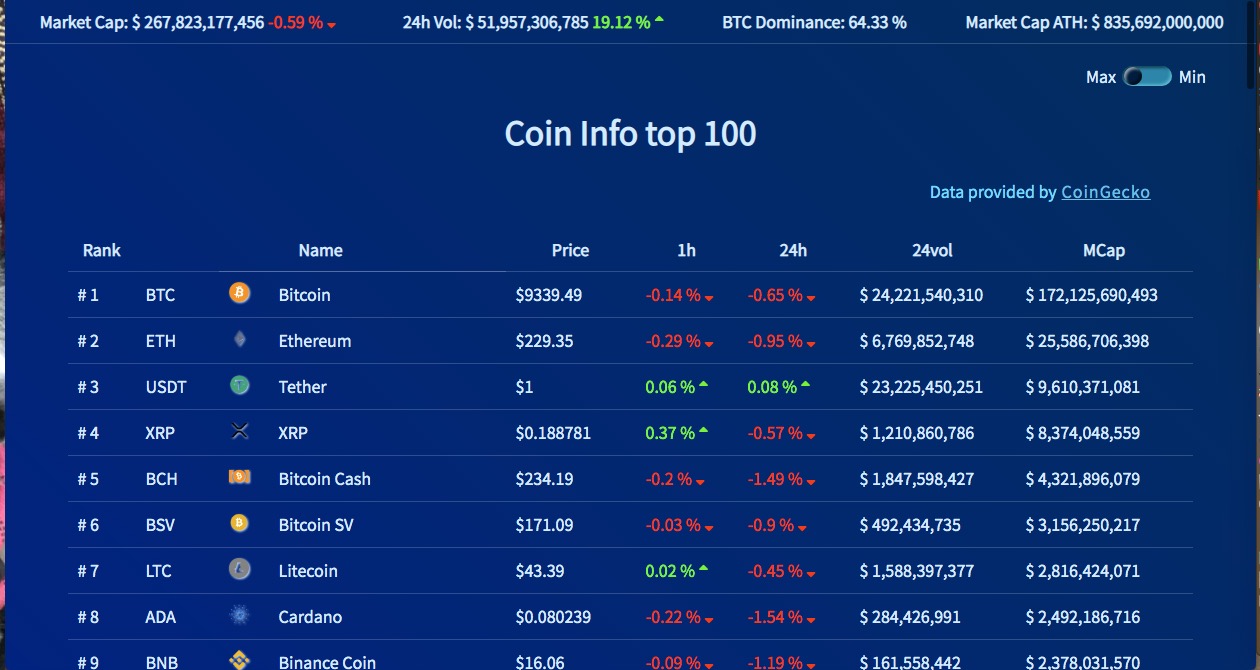 Market Cap: $ 267,823,177,456 -0.59 % 24h Vol: $ 51,957,306,785 19.12 % BTC Dominance: 64.33 % Market Cap ATH: $ 835,692,000,000
Max Min
Coin Info top 100
Data provided by CoinGecko
Rank Name Price 1h 24h 24vol MCap
# 1 BTC Bitcoin $9339.49 -0.14 % -0.65 % $ 24,221,540,310 $ 172,125,690,493
# 2 ETH Ethereum $229.35 -0.29 % -0.95 % $ 6,769,852,748 $ 25,586,706,398
# 3 USDT Tether $1 0.06 % 0.08 % $ 23,225,450,251 $ 9,610,371,081
# 4 XRP XRP $0.188781 0.37 % -0.57 % $ 1,210,860,786 $ 8,374,048,559
# 5 BCH Bitcoin Cash $234.19 -0.2 % -1.49 % $ 1,847,598,427 $ 4,321,896,079
# 6 BSV Bitcoin SV $171.09 -0.03 % -0.9 % $ 492,434,735 $ 3,156,250,217
# 7 LTC Litecoin $43.39 0.02 % -0.45 % $ 1,588,397,377 $ 2,816,424,071
# 8 ADA Cardano $0.080239 -0.22 % -1.54 % $ 284,426,991 $ 2,492,186,716
# 9 BNB Binance Coin $16.06 -0.09 % -1.19 % $ 161,558,442 $ 2,378,031,570